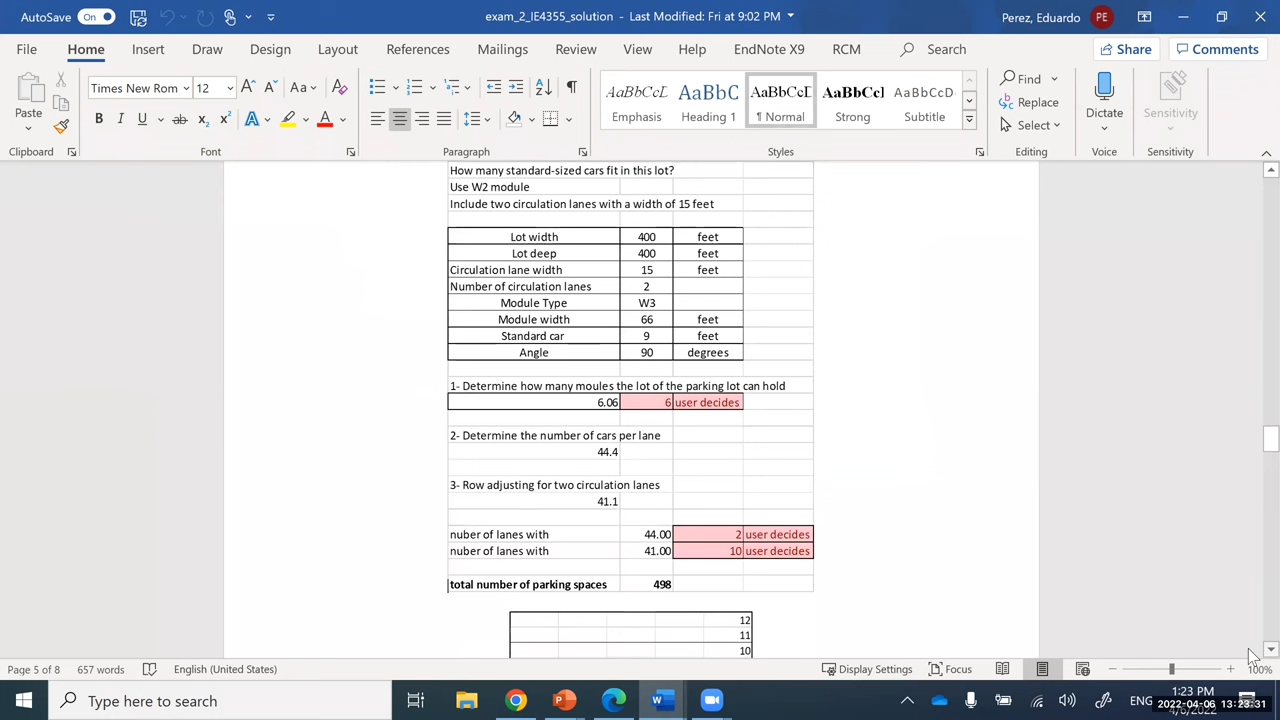 AutoSave On exam_2_IE4355_solution - Last Modified: Fri at 9:02 PM Perez, Eduardo PE
File Home Insert Draw Design Layout References Mailings Review View Help EndNote X9 RCM Search Share Comments
Paste Times New Rom 12 Aa AaBbCcD AaBbC AaBbCcD AaBbCcI AaBbCcD Find Dictate Sensitivity
Replace
B I U ab x2 x2 A A Emphasis Heading 1 ¶ Normal Strong Subtitle Select
Clipboard Font Paragraph Styles Editing Voice Sensitivity
How many standard-sized cars fit in this lot?
Use W2 module
Include two circulation lanes with a width of 15 feet
Lot width 400 feet
Lot deep 400 feet
Circulation lane width 15 feet
Number of circulation lanes 2
Module Type W3
Module width 66 feet
Standard car 9 feet
Angle 90 degrees
1- Determine how many moules the lot of the parking lot can hold
6.06 6 user decides
2- Determine the number of cars per lane
44.4
3- Row adjusting for two circulation lanes
41.1
nuber of lanes with 44.00 2 user decides
nuber of lanes with 41.00 10 user decides
total number of parking spaces 498
12
11
10
Page 5 of 8 657 words English (United States) Display Settings Focus 100%
Type here to search ENG 1:23 PM
2022-04-06 13:23:31